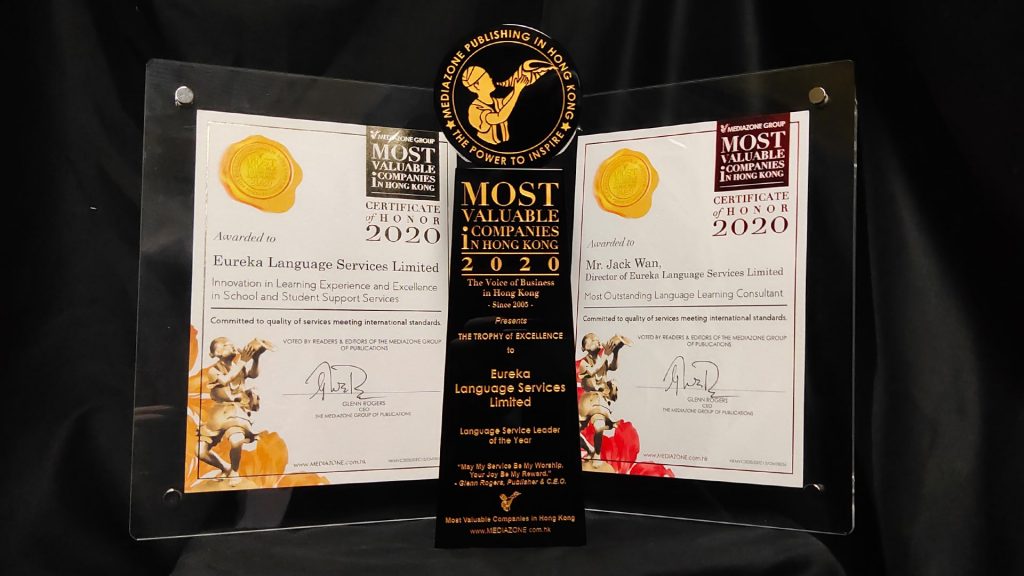 MEDIAZONE GROUP
MOST
VALUABLE
COMPANIES
iN HONG KONG
CERTIFICATE
of HONOR
2020
Awarded to
Eureka Language Services Limited
Innovation in Learning Experience and Excellence
in School and Student Support Services
Committed to quality of services meeting international standards.
VOTED BY READERS & EDITORS OF THE MEDIAZONE GROUP
OF PUBLICATIONS
GLENN ROGERS
CEO
THE MEDIAZONE GROUP OF PUBLICATIONS
www.MEDIAZONE.com.hk
MEDIAZONE PUBLISHING IN HONG KONG
★ THE POWER TO INSPIRE ★
MOST
VALUABLE
COMPANIES
iN HONG KONG
2020
The Voice of Business
in Hong Kong
- Since 2005 -
Presents
THE TROPHY of EXCELLENCE
to
Eureka
Language Services
Limited
Language Service Leader
of the Year
"May My Service Be My Worship,
Your Joy Be My Reward."
- Glenn Rogers, Publisher & C.E.O.
Most Valuable Companies in Hong Kong
www.MEDIAZONE.com.hk
MEDIAZONE GROUP
MOST
VALUABLE
COMPANIES
iN HONG KONG
CERTIFICATE
of HONOR
2020
Awarded to
Mr. Jack Wan,
Director of Eureka Language Services Limited
Most Outstanding Language Learning Consultant
Committed to quality of services meeting international standards.
VOTED BY READERS & EDITORS OF THE MEDIAZONE GROUP
OF PUBLICATIONS
GLENN ROGERS
CEO
THE MEDIAZONE GROUP OF PUBLICATIONS
www.MEDIAZONE.com.hk